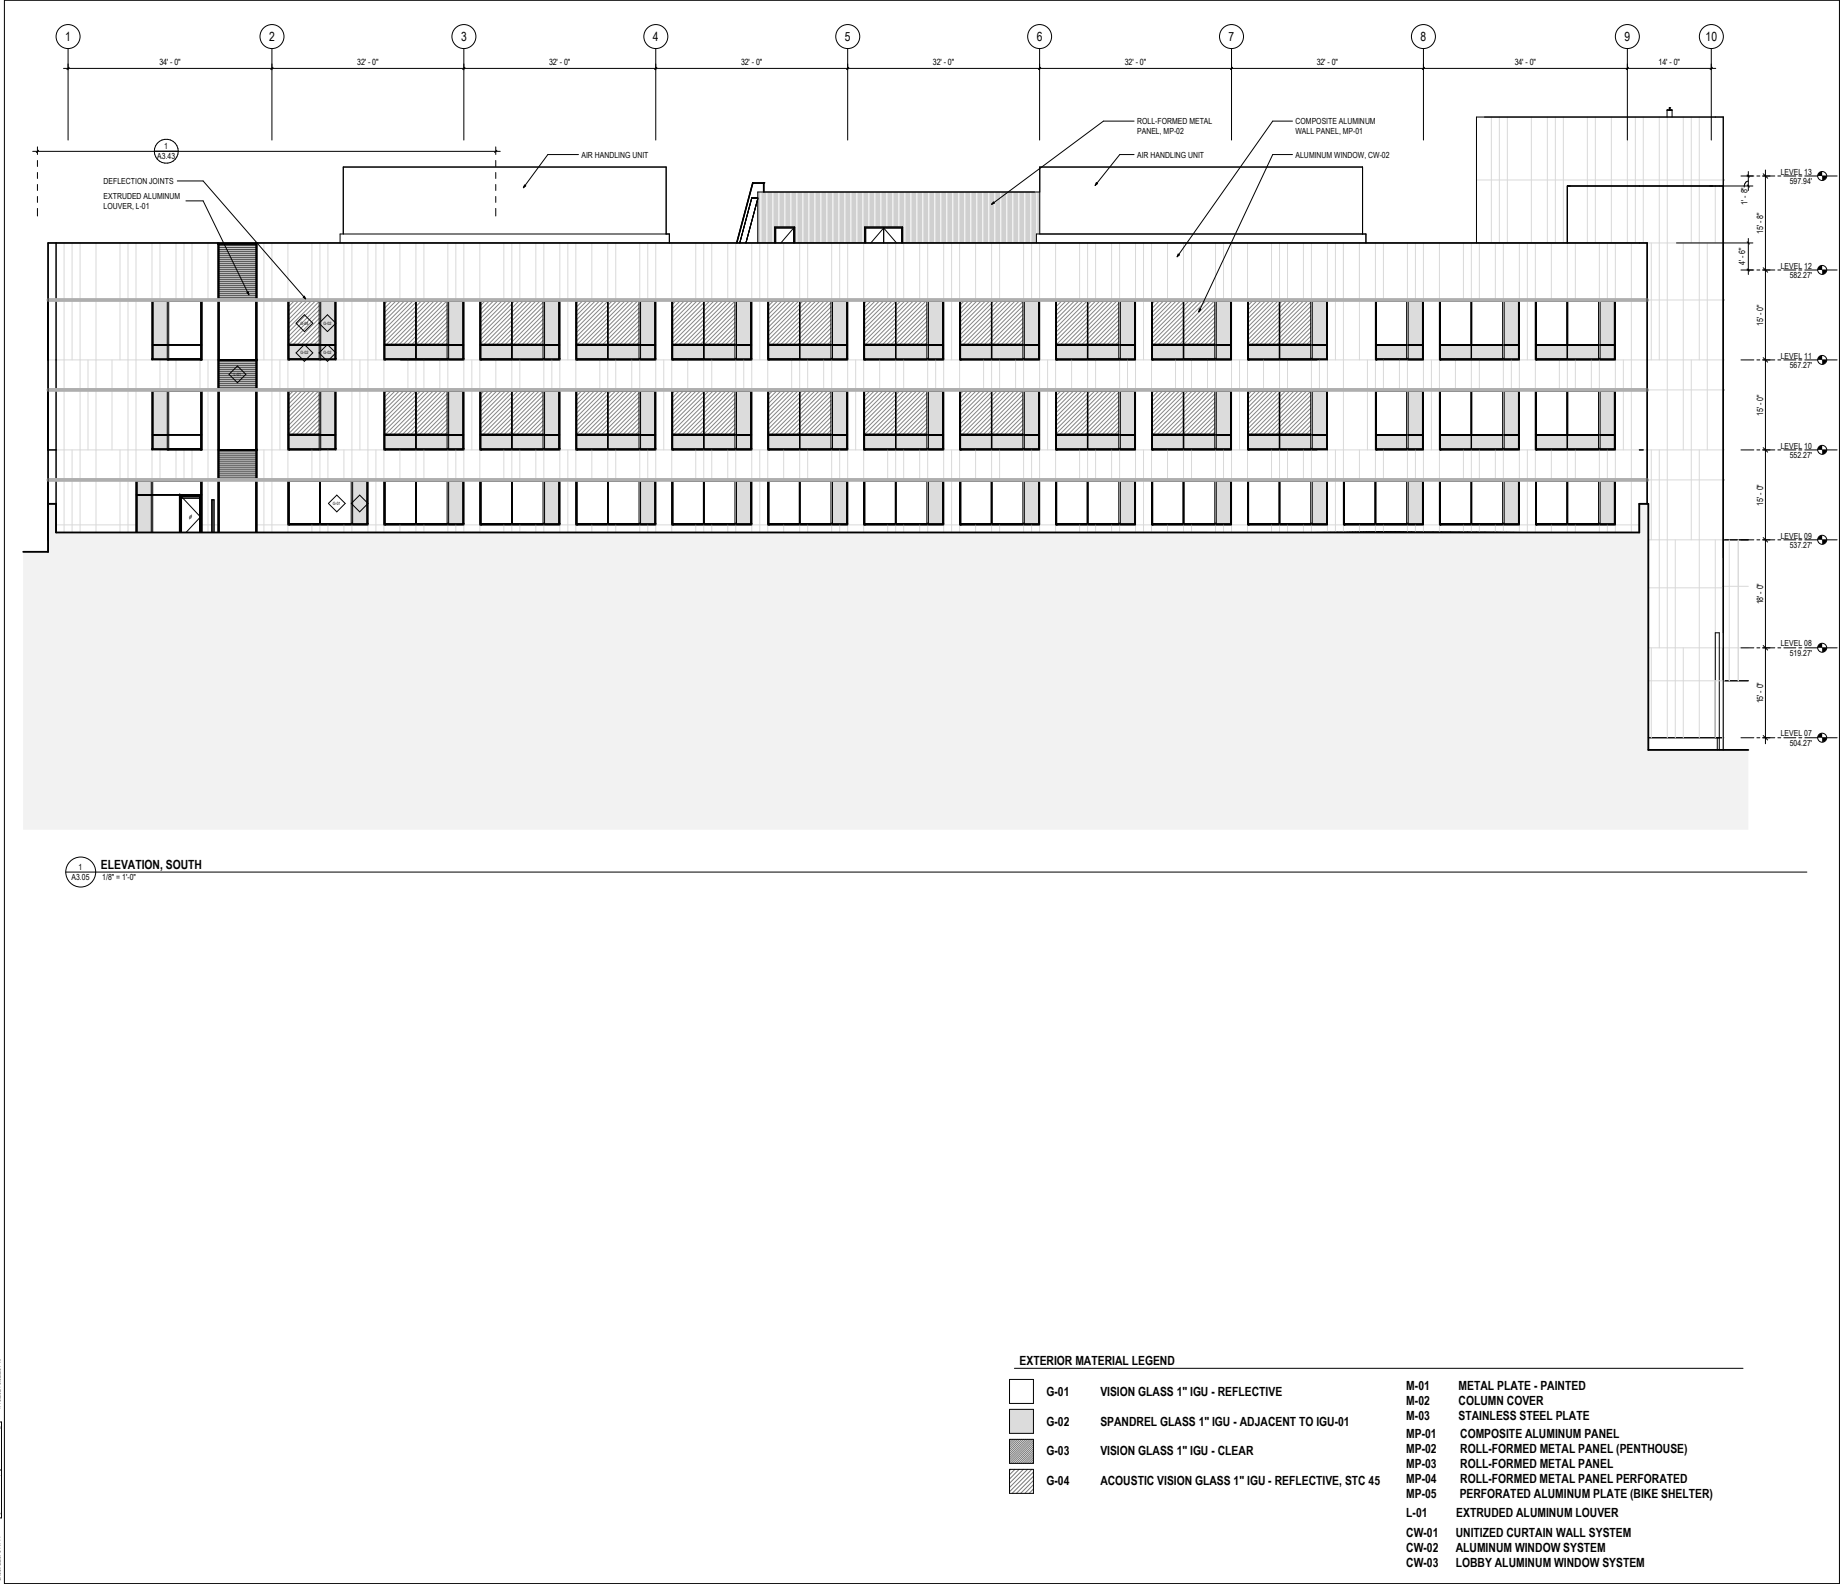 1 2 3 4 5 6 7 8 9 10
34' - 0" 32' - 0" 32' - 0" 32' - 0" 32' - 0" 32' - 0" 32' - 0" 34' - 0" 14' - 0"
1
A3.43
DEFLECTION JOINTS
EXTRUDED ALUMINUM
LOUVER, L-01
AIR HANDLING UNIT
ROLL-FORMED METAL
PANEL, MP-02
AIR HANDLING UNIT
COMPOSITE ALUMINUM
WALL PANEL, MP-01
ALUMINUM WINDOW, CW-02
LEVEL 13
597.94'
1' - 8"
15' - 8"
4' - 6"
LEVEL 12
582.27'
15' - 0"
LEVEL 11
567.27'
15' - 0"
LEVEL 10
552.27'
15' - 0"
LEVEL 09
537.27'
18' - 0"
LEVEL 08
519.27'
15' - 0"
LEVEL 07
504.27'
1
A3.05
ELEVATION, SOUTH
1/8" = 1'-0"
EXTERIOR MATERIAL LEGEND
G-01 VISION GLASS 1" IGU - REFLECTIVE
G-02 SPANDREL GLASS 1" IGU - ADJACENT TO IGU-01
G-03 VISION GLASS 1" IGU - CLEAR
G-04 ACOUSTIC VISION GLASS 1" IGU - REFLECTIVE, STC 45
M-01 METAL PLATE - PAINTED
M-02 COLUMN COVER
M-03 STAINLESS STEEL PLATE
MP-01 COMPOSITE ALUMINUM PANEL
MP-02 ROLL-FORMED METAL PANEL (PENTHOUSE)
MP-03 ROLL-FORMED METAL PANEL
MP-04 ROLL-FORMED METAL PANEL PERFORATED
MP-05 PERFORATED ALUMINUM PLATE (BIKE SHELTER)
L-01 EXTRUDED ALUMINUM LOUVER
CW-01 UNITIZED CURTAIN WALL SYSTEM
CW-02 ALUMINUM WINDOW SYSTEM
CW-03 LOBBY ALUMINUM WINDOW SYSTEM